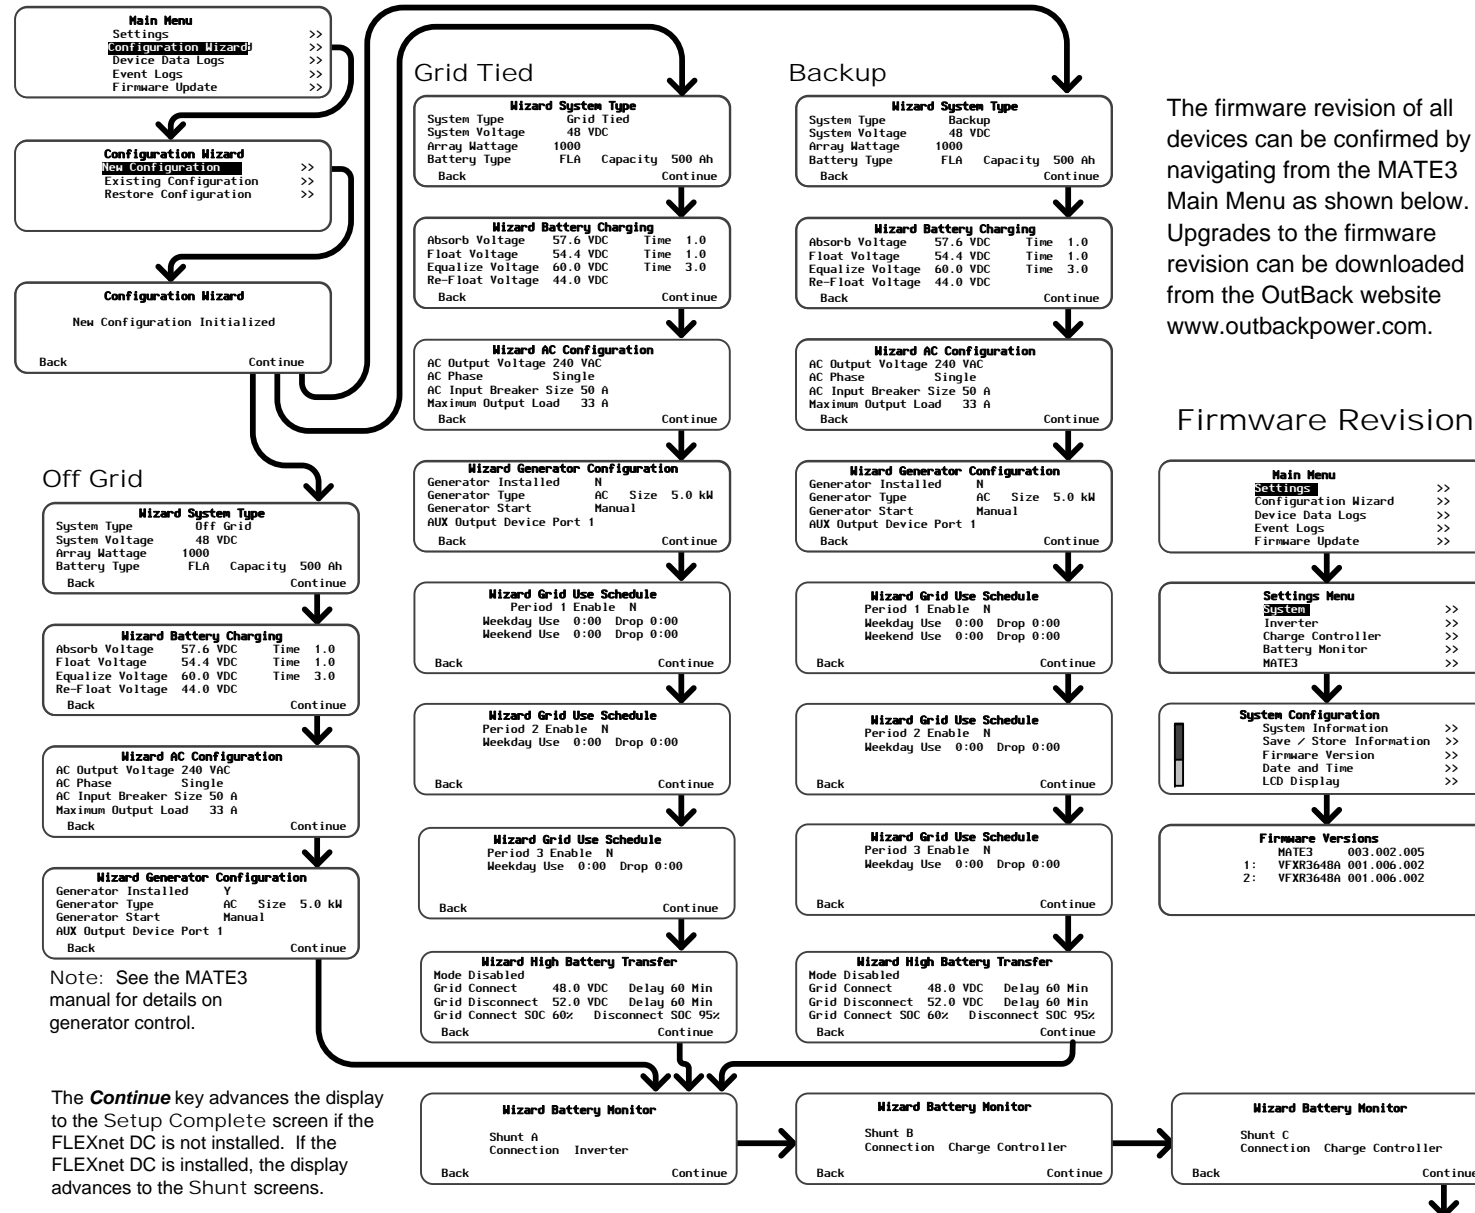 Main Menu
Settings >>
Configuration Wizard >>
Device Data Logs >>
Event Logs >>
Firmware Update >>
Configuration Wizard
New Configuration >>
Existing Configuration >>
Restore Configuration >>
Configuration Wizard
New Configuration Initialized
Back Continue
Off Grid
Wizard System Type
System Type Off Grid
System Voltage 48 VDC
Array Wattage 1000
Battery Type FLA Capacity 500 Ah
Back Continue
Wizard Battery Charging
Absorb Voltage 57.6 VDC Time 1.0
Float Voltage 54.4 VDC Time 1.0
Equalize Voltage 60.0 VDC Time 3.0
Re-Float Voltage 44.0 VDC
Back Continue
Wizard AC Configuration
AC Output Voltage 240 VAC
AC Phase Single
AC Input Breaker Size 50 A
Maximum Output Load 33 A
Back Continue
Wizard Generator Configuration
Generator Installed Y
Generator Type AC Size 5.0 kW
Generator Start Manual
AUX Output Device Port 1
Back Continue
Note: See the MATE3
manual for details on
generator control.
The Continue key advances the display
to the Setup Complete screen if the
FLEXnet DC is not installed. If the
FLEXnet DC is installed, the display
advances to the Shunt screens.
Grid Tied
Wizard System Type
System Type Grid Tied
System Voltage 48 VDC
Array Wattage 1000
Battery Type FLA Capacity 500 Ah
Back Continue
Wizard Battery Charging
Absorb Voltage 57.6 VDC Time 1.0
Float Voltage 54.4 VDC Time 1.0
Equalize Voltage 60.0 VDC Time 3.0
Re-Float Voltage 44.0 VDC
Back Continue
Wizard AC Configuration
AC Output Voltage 240 VAC
AC Phase Single
AC Input Breaker Size 50 A
Maximum Output Load 33 A
Back Continue
Wizard Generator Configuration
Generator Installed N
Generator Type AC Size 5.0 kW
Generator Start Manual
AUX Output Device Port 1
Back Continue
Wizard Grid Use Schedule
Period 1 Enable N
Weekday Use 0:00 Drop 0:00
Weekend Use 0:00 Drop 0:00
Back Continue
Wizard Grid Use Schedule
Period 2 Enable N
Weekday Use 0:00 Drop 0:00
Back Continue
Wizard Grid Use Schedule
Period 3 Enable N
Weekday Use 0:00 Drop 0:00
Back Continue
Wizard High Battery Transfer
Mode Disabled
Grid Connect 48.0 VDC Delay 60 Min
Grid Disconnect 52.0 VDC Delay 60 Min
Grid Connect SOC 60% Disconnect SOC 95%
Back Continue
Backup
Wizard System Type
System Type Backup
System Voltage 48 VDC
Array Wattage 1000
Battery Type FLA Capacity 500 Ah
Back Continue
Wizard Battery Charging
Absorb Voltage 57.6 VDC Time 1.0
Float Voltage 54.4 VDC Time 1.0
Equalize Voltage 60.0 VDC Time 3.0
Re-Float Voltage 44.0 VDC
Back Continue
Wizard AC Configuration
AC Output Voltage 240 VAC
AC Phase Single
AC Input Breaker Size 50 A
Maximum Output Load 33 A
Back Continue
Wizard Generator Configuration
Generator Installed N
Generator Type AC Size 5.0 kW
Generator Start Manual
AUX Output Device Port 1
Back Continue
Wizard Grid Use Schedule
Period 1 Enable N
Weekday Use 0:00 Drop 0:00
Weekend Use 0:00 Drop 0:00
Back Continue
Wizard Grid Use Schedule
Period 2 Enable N
Weekday Use 0:00 Drop 0:00
Back Continue
Wizard Grid Use Schedule
Period 3 Enable N
Weekday Use 0:00 Drop 0:00
Back Continue
Wizard High Battery Transfer
Mode Disabled
Grid Connect 48.0 VDC Delay 60 Min
Grid Disconnect 52.0 VDC Delay 60 Min
Grid Connect SOC 60% Disconnect SOC 95%
Back Continue
The firmware revision of all
devices can be confirmed by
navigating from the MATE3
Main Menu as shown below.
Upgrades to the firmware
revision can be downloaded
from the OutBack website
www.outbackpower.com.
Firmware Revision
Main Menu
Settings >>
Configuration Wizard >>
Device Data Logs >>
Event Logs >>
Firmware Update >>
Settings Menu
System >>
Inverter >>
Charge Controller >>
Battery Monitor >>
MATE3 >>
System Configuration
System Information >>
Save / Store Information >>
Firmware Version >>
Date and Time >>
LCD Display >>
Firmware Versions
MATE3 003.002.005
1: VFXR3648A 001.006.002
2: VFXR3648A 001.006.002
Wizard Battery Monitor
Shunt A
Connection Inverter
Back Continue
Wizard Battery Monitor
Shunt B
Connection Charge Controller
Back Continue
Wizard Battery Monitor
Shunt C
Connection Charge Controller
Back Continue